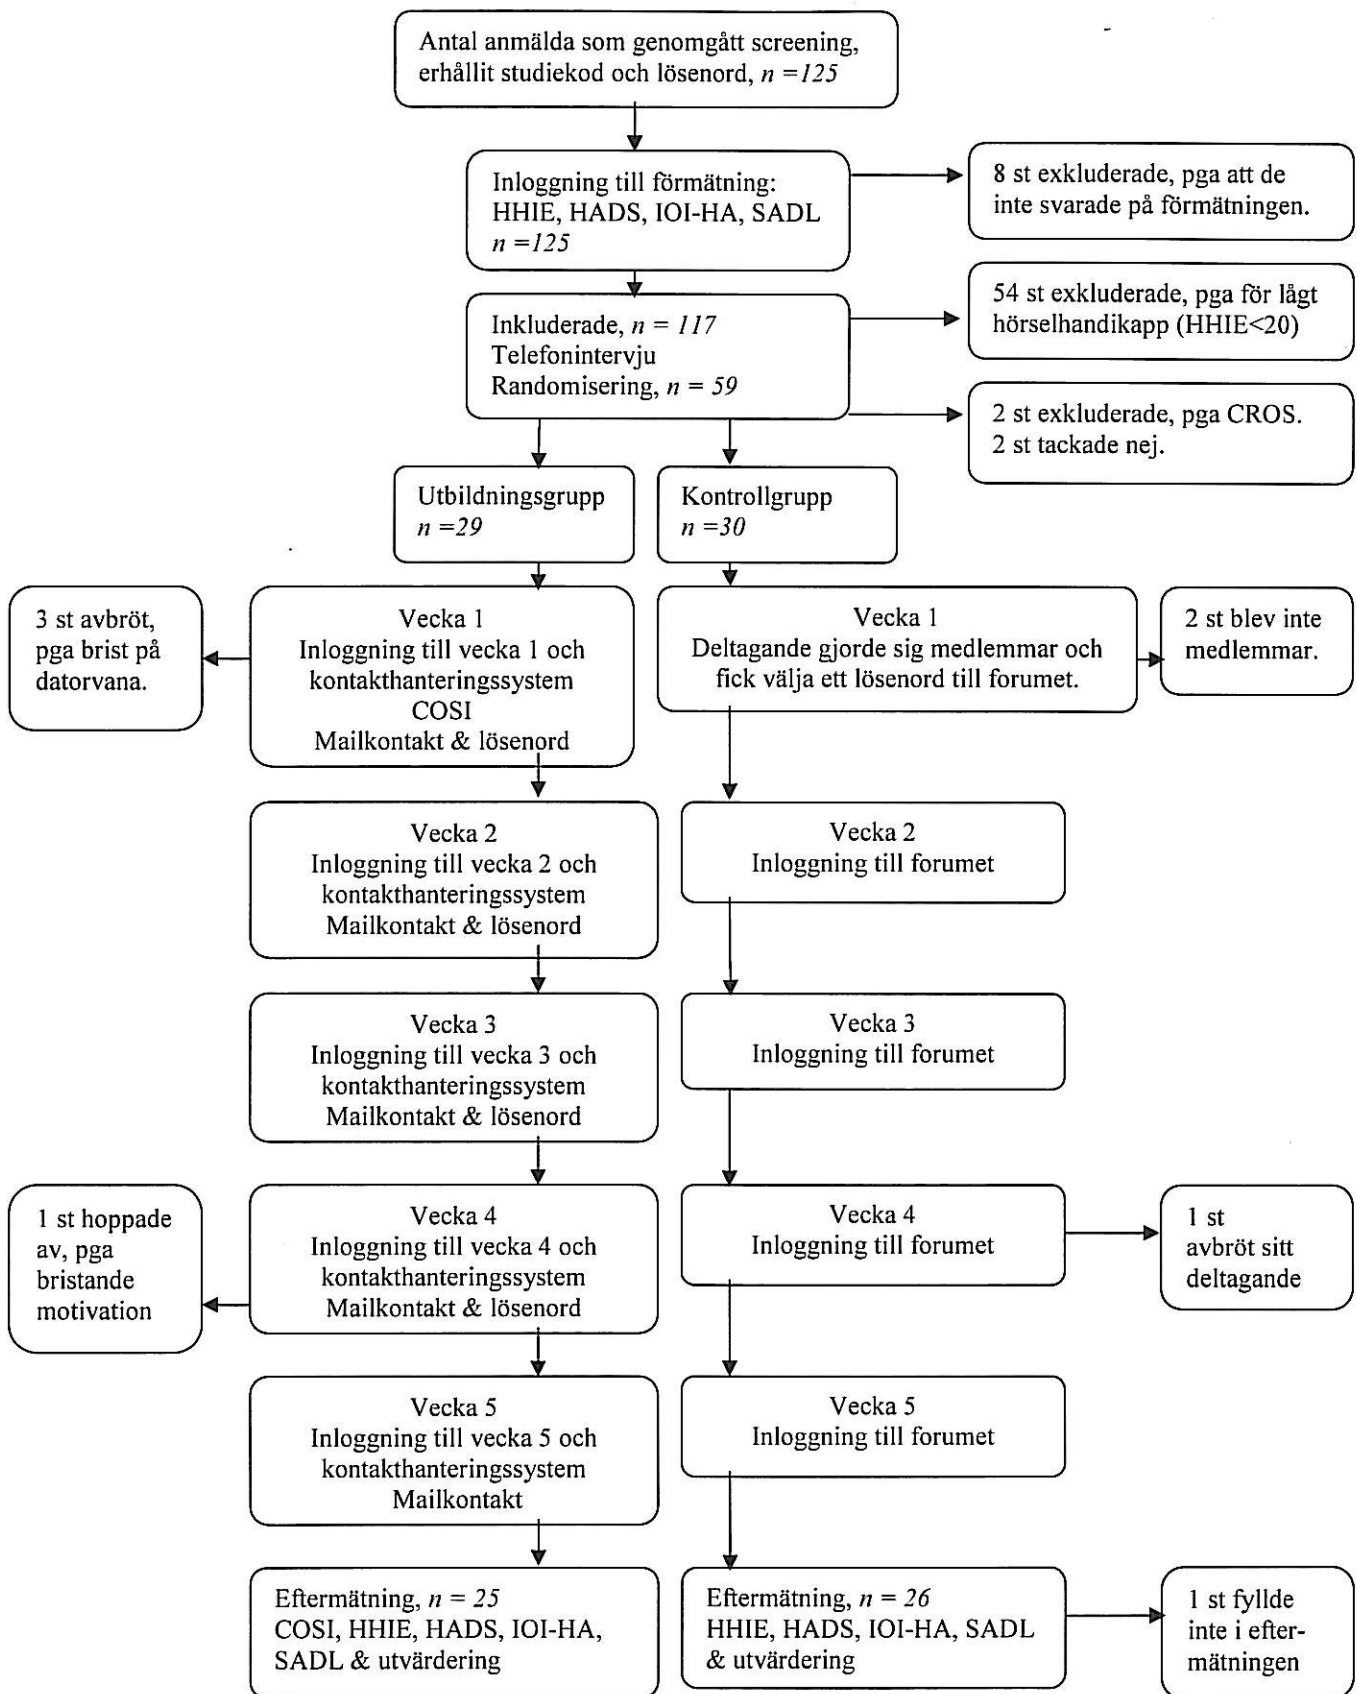 Antal anmälda som genomgått screening,
erhållit studiekod och lösenord, n =125
Inloggning till förmätning:
HHIE, HADS, IOI-HA, SADL
n =125
8 st exkluderade, pga att de
inte svarade på förmätningen.
Inkluderade, n = 117
Telefonintervju
Randomisering, n = 59
54 st exkluderade, pga för lågt
hörselhandikapp (HHIE<20)
2 st exkluderade, pga CROS.
2 st tackade nej.
Utbildningsgrupp
n =29
Kontrollgrupp
n =30
3 st avbröt,
pga brist på
datorvana.
Vecka 1
Inloggning till vecka 1 och
kontakthanteringssystem
COSI
Mailkontakt & lösenord
Vecka 1
Deltagande gjorde sig medlemmar och
fick välja ett lösenord till forumet.
2 st blev inte
medlemmar.
Vecka 2
Inloggning till vecka 2 och
kontakthanteringssystem
Mailkontakt & lösenord
Vecka 2
Inloggning till forumet
Vecka 3
Inloggning till vecka 3 och
kontakthanteringssystem
Mailkontakt & lösenord
Vecka 3
Inloggning till forumet
1 st hoppade
av, pga
bristande
motivation
Vecka 4
Inloggning till vecka 4 och
kontakthanteringssystem
Mailkontakt & lösenord
Vecka 4
Inloggning till forumet
1 st
avbröt sitt
deltagande
Vecka 5
Inloggning till vecka 5 och
kontakthanteringssystem
Mailkontakt
Vecka 5
Inloggning till forumet
Eftermätning, n = 25
COSI, HHIE, HADS, IOI-HA,
SADL & utvärdering
Eftermätning, n = 26
HHIE, HADS, IOI-HA, SADL
& utvärdering
1 st fyllde
inte i efter-
mätningen